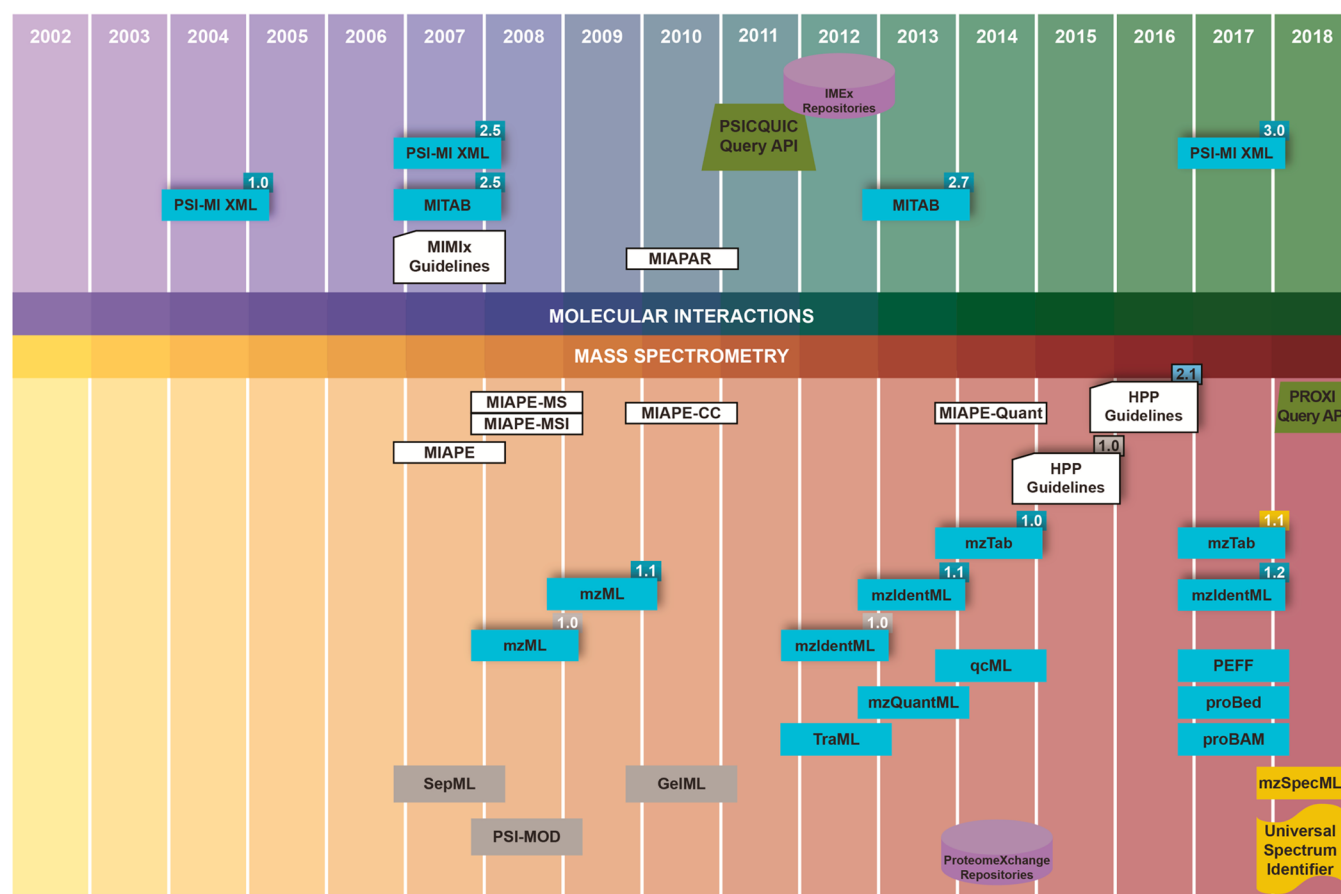 2002 2003 2004 2005 2006 2007 2008 2009 2010 2011 2012 2013 2014 2015 2016 2017 2018
IMEx
Repositories
PSICQUIC
Query API
2.5
PSI-MI XML
3.0
PSI-MI XML
1.0
PSI-MI XML
2.5
MITAB
2.7
MITAB
MIMIx
Guidelines
MIAPAR
MOLECULAR INTERACTIONS
MASS SPECTROMETRY
MIAPE-MS
MIAPE-MSI
MIAPE
MIAPE-CC
MIAPE-Quant
2.1
HPP
Guidelines
PROXI
Query AP
1.0
HPP
Guidelines
1.0
mzTab
1.1
mzTab
1.1
mzML
1.1
mzIdentML
1.2
mzIdentML
1.0
mzML
1.0
mzIdentML
qcML
PEFF
mzQuantML
proBed
TraML
proBAM
SepML
GelML
mzSpecML
PSI-MOD
ProteomeXchange
Repositories
Universal
Spectrum
Identifier